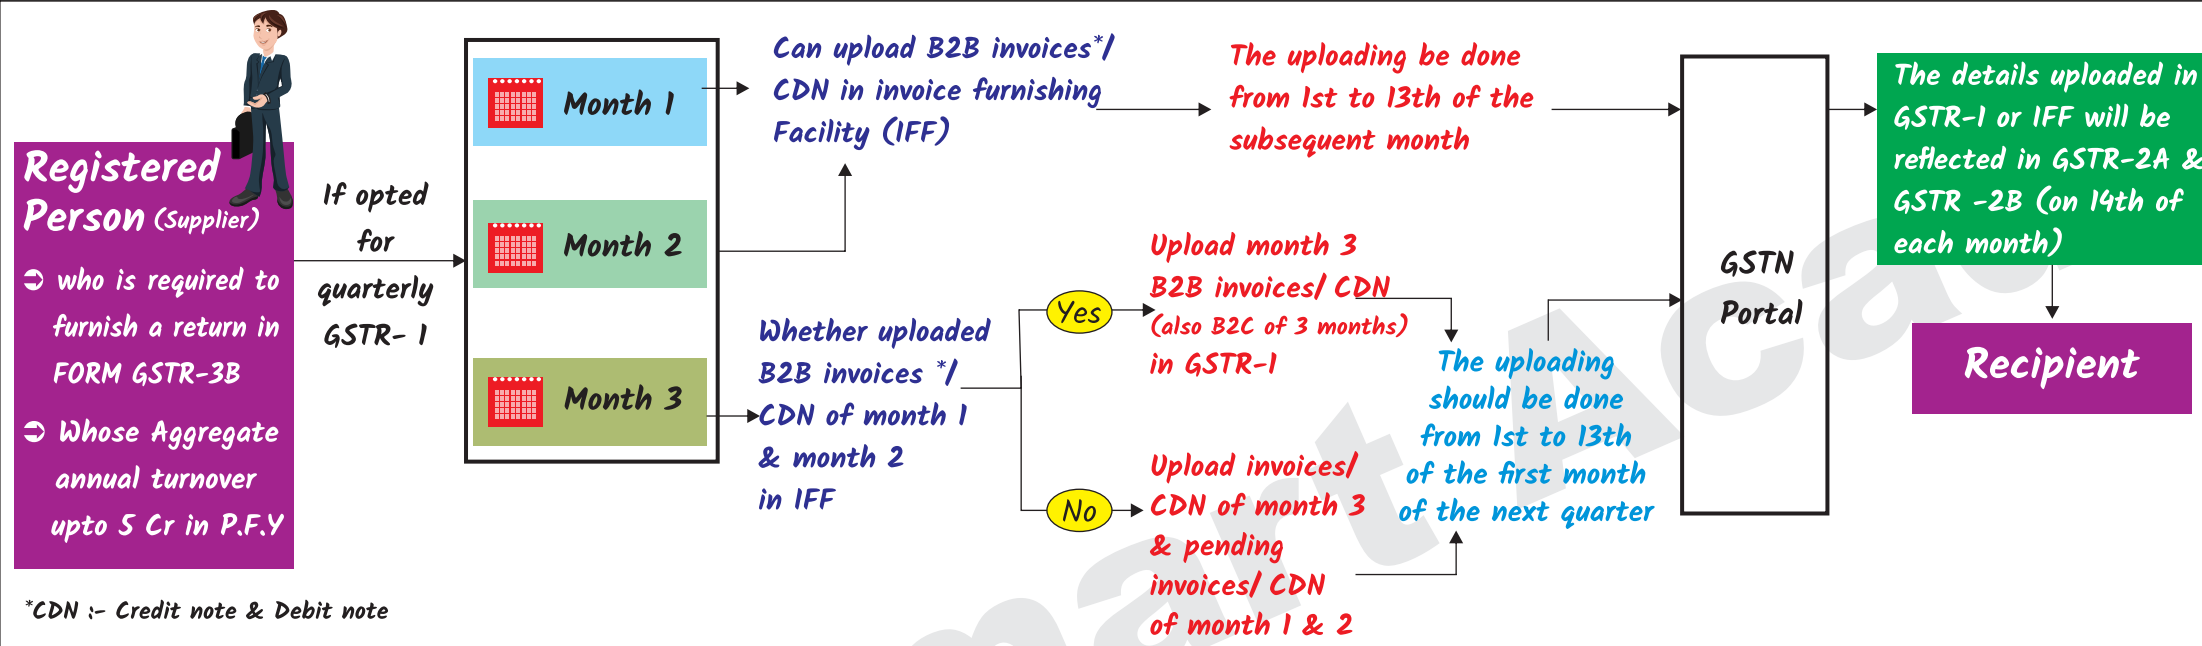 Registered
Person (Supplier)
➲ who is required to
furnish a return in
FORM GSTR-3B
➲ Whose Aggregate
annual turnover
upto 5 Cr in P.F.Y
If opted
for
quarterly
GSTR- 1
Month 1
Month 2
Month 3
Can upload B2B invoices*/
CDN in invoice furnishing
Facility (IFF)
The uploading be done
from 1st to 13th of the
subsequent month
Whether uploaded
B2B invoices */
CDN of month 1
& month 2
in IFF
Yes
Upload month 3
B2B invoices/ CDN
(also B2C of 3 months)
in GSTR-1
No
Upload invoices/
CDN of month 3
& pending
invoices/ CDN
of month 1 & 2
The uploading
should be done
from 1st to 13th
of the first month
of the next quarter
GSTN
Portal
The details uploaded in
GSTR-1 or IFF will be
reflected in GSTR-2A &
GSTR -2B (on 14th of
each month)
Recipient
*CDN :- Credit note & Debit note